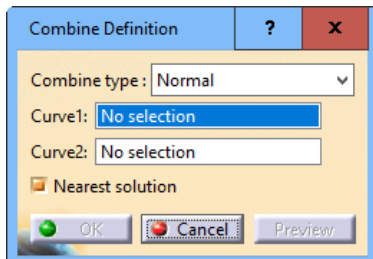 Combine Definition ? x
Combine type : Normal
Curve1: No selection
Curve2: No selection
Nearest solution
OK Cancel Preview